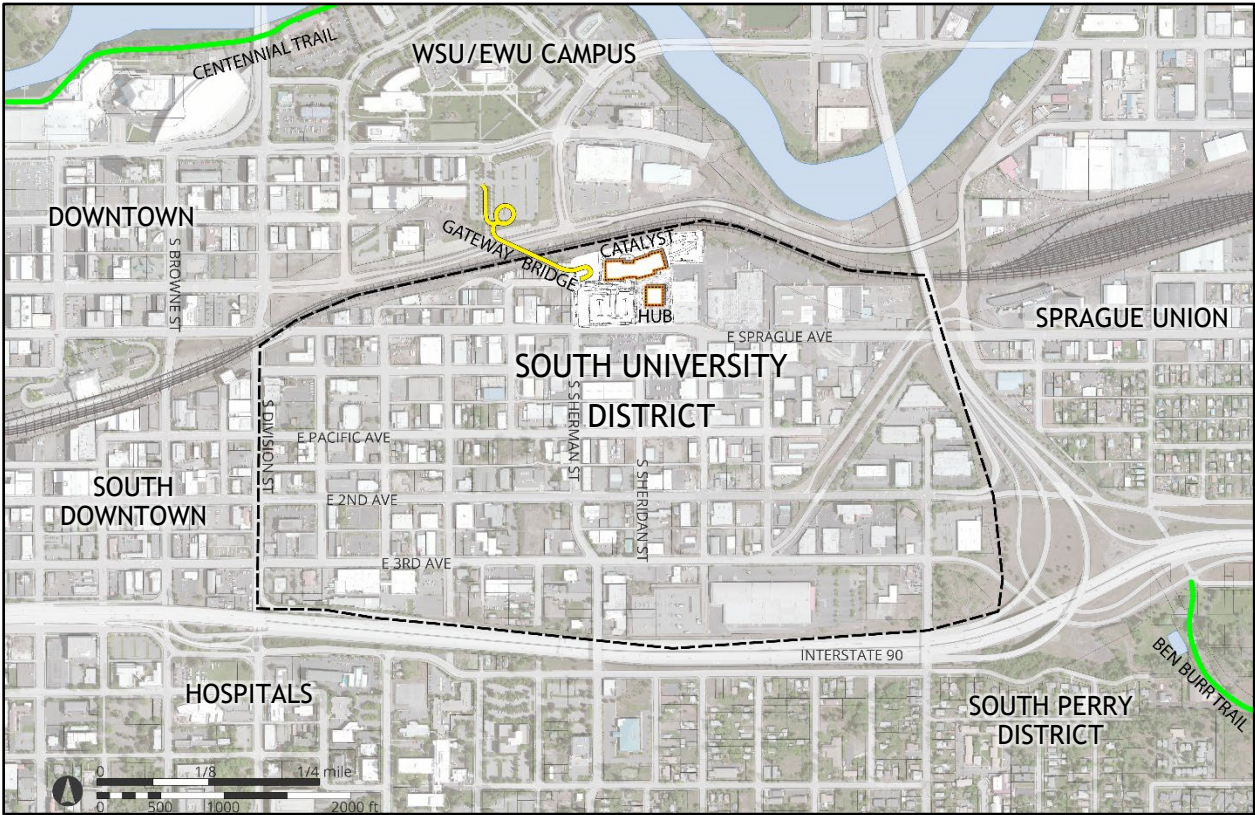 CENTENNIAL TRAIL
WSU/EWU CAMPUS
DOWNTOWN
S BROWNE ST
GATEWAY BRIDGE
CATALYST
HUB
E SPRAGUE AVE
SPRAGUE UNION
SOUTH UNIVERSITY
DISTRICT
S DIVISION ST
S SHERMAN ST
S SHERIDAN ST
E PACIFIC AVE
SOUTH
DOWNTOWN
E 2ND AVE
E 3RD AVE
INTERSTATE 90
BEN BURR TRAIL
HOSPITALS
SOUTH PERRY
DISTRICT
0 1/8 1/4 mile
0 500 1000 2000 ft